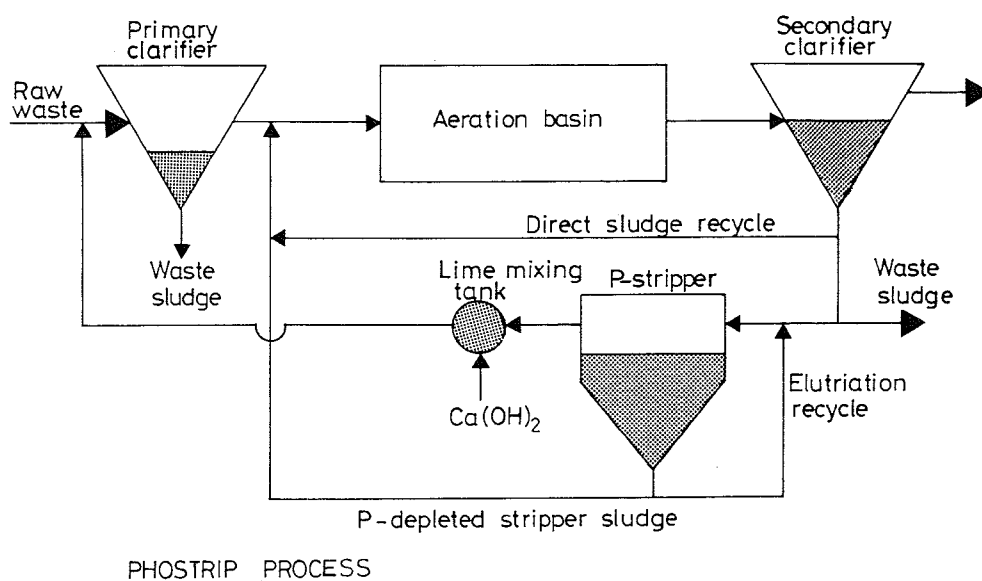 Primary
clarifier
Secondary
clarifier
Raw
waste
Aeration basin
Direct sludge recycle
Waste
sludge
Lime mixing
tank
P-stripper
Waste
sludge
Ca(OH)₂
Elutriation
recycle
P-depleted stripper sludge
PHOSTRIP PROCESS